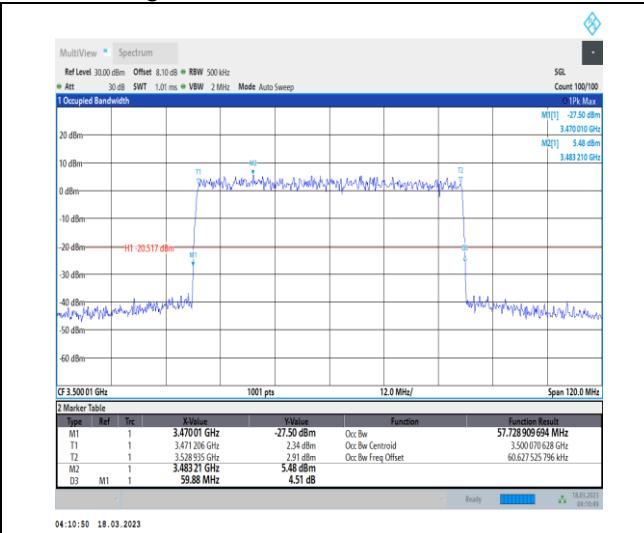 MultiView Spectrum
Ref Level 30.00 dBm Offset 8.10 dB RBW 500 kHz SGL
Att 30 dB SWT 1.01 ms VBW 2 MHz Mode Auto Sweep Count 100/100
1 Occupied Bandwidth 1Pk Max
M1[1] -27.50 dBm
3.470 010 GHz
M2[1] 5.48 dBm
3.483 210 GHz
20 dBm
10 dBm
M2
T1
T2
0 dBm
-10 dBm
-20 dBm
H1 -20.517 dBm
M1
-30 dBm
-40 dBm
-50 dBm
-60 dBm
CF 3.500 01 GHz 1001 pts 12.0 MHz/ Span 120.0 MHz
2 Marker Table
Type Ref Trc X-Value Y-Value Function Function Result
M1 1 3.470 01 GHz -27.50 dBm Occ Bw 57.728 909 694 MHz
T1 1 3.471 206 GHz 2.34 dBm Occ Bw Centroid 3.500 070 628 GHz
T2 1 3.528 935 GHz 2.91 dBm Occ Bw Freq Offset 60.627 525 796 kHz
M2 1 3.483 21 GHz 5.48 dBm
D3 M1 1 59.88 MHz 4.51 dB
Ready 18.03.2023
04:10:49
04:10:50 18.03.2023